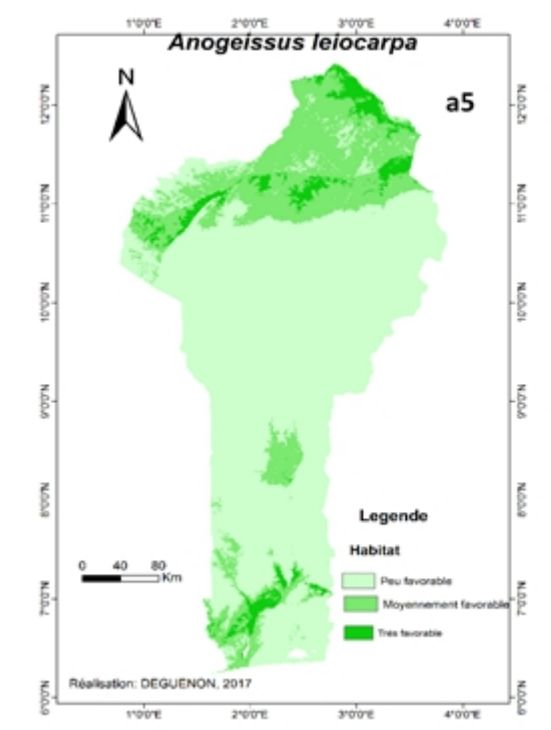 1°0'0"E 2°0'0"E 3°0'0"E 4°0'0"E
Anogeissus leiocarpa
N
a5
12°0'0"N 12°0'0"N
11°0'0"N 11°0'0"N
10°0'0"N 10°0'0"N
9°0'0"N 9°0'0"N
8°0'0"N 8°0'0"N
Legende
Habitat
0 40 80
Km
Peu favorable
Moyennement favorable
Trés favorable
7°0'0"N 7°0'0"N
Réalisation: DEGUENON, 2017
6°0'0"N 6°0'0"N
1°0'0"E 2°0'0"E 3°0'0"E 4°0'0"E